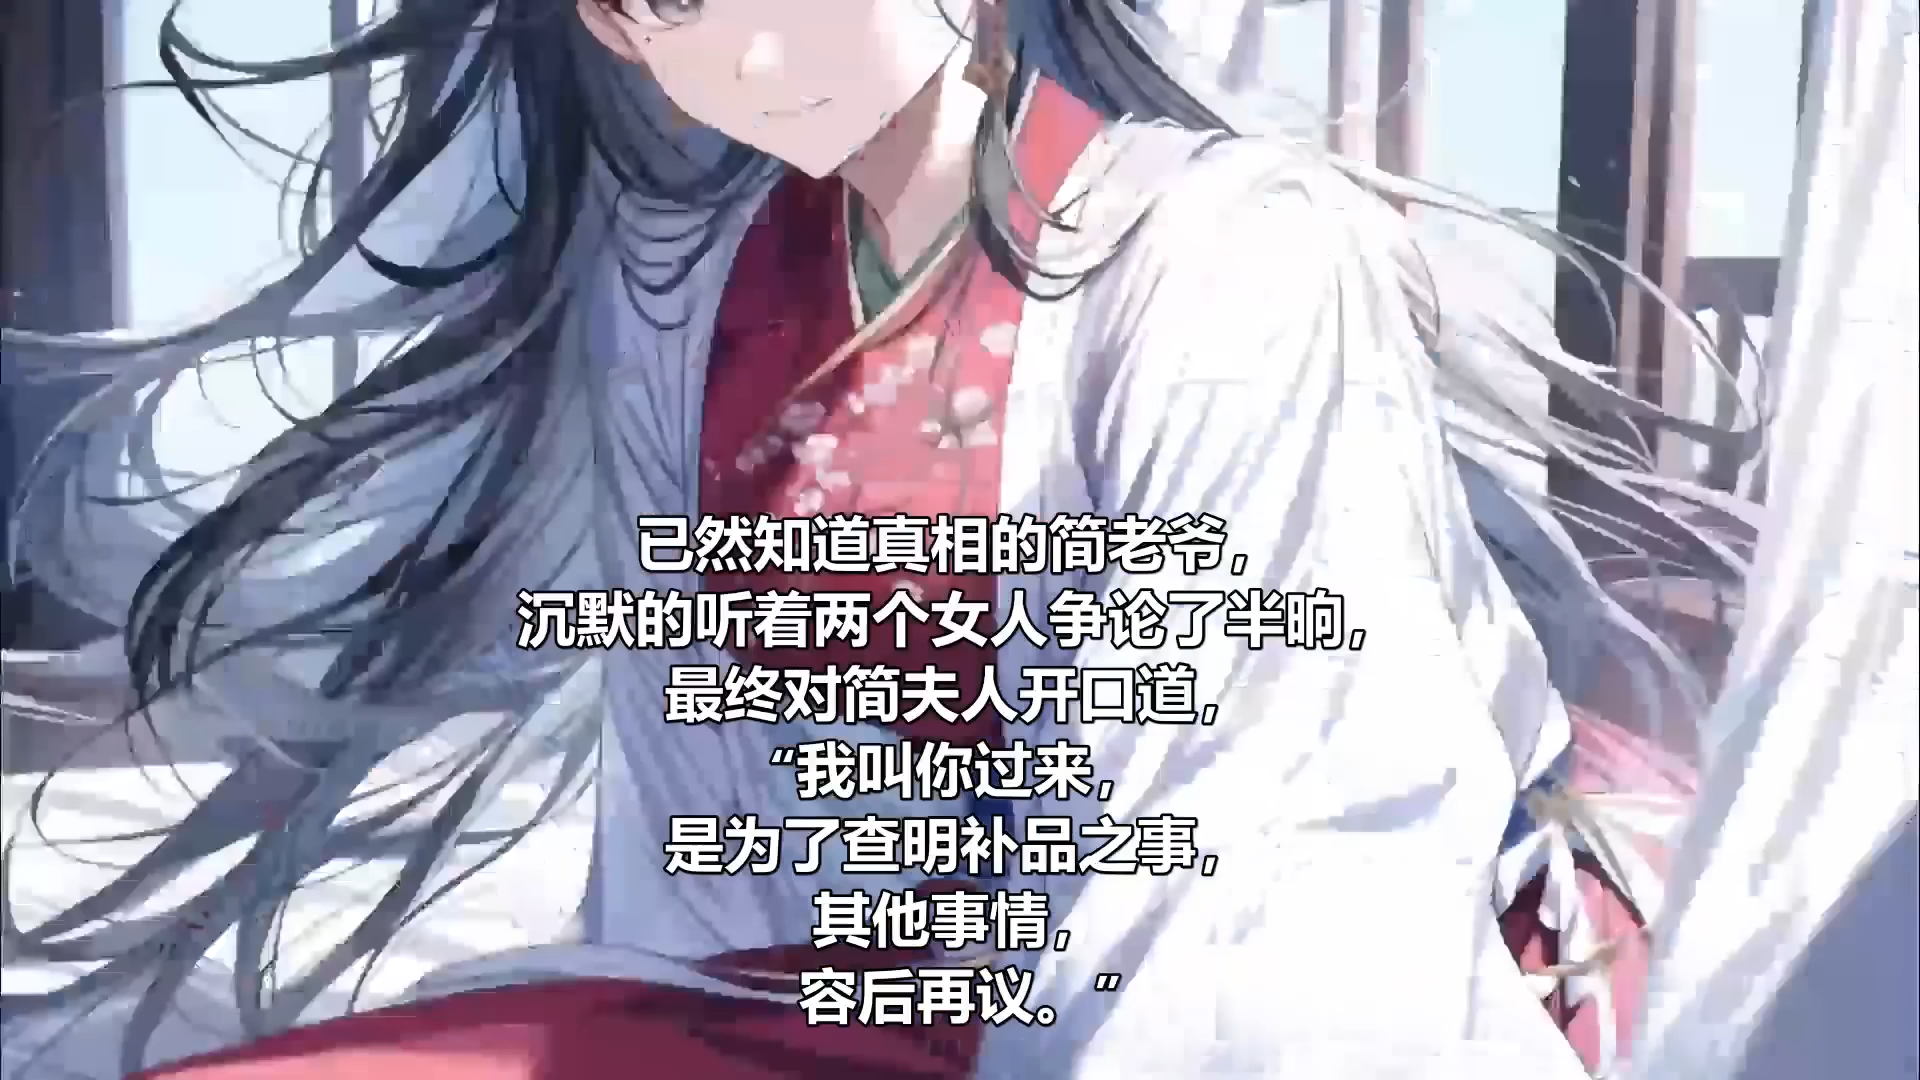 已然知道真相的简老爷，
沉默的听着两个女人争论了半晌，
最终对简夫人开口道，
“我叫你过来，
是为了查明补品之事，
其他事情，
容后再议。”